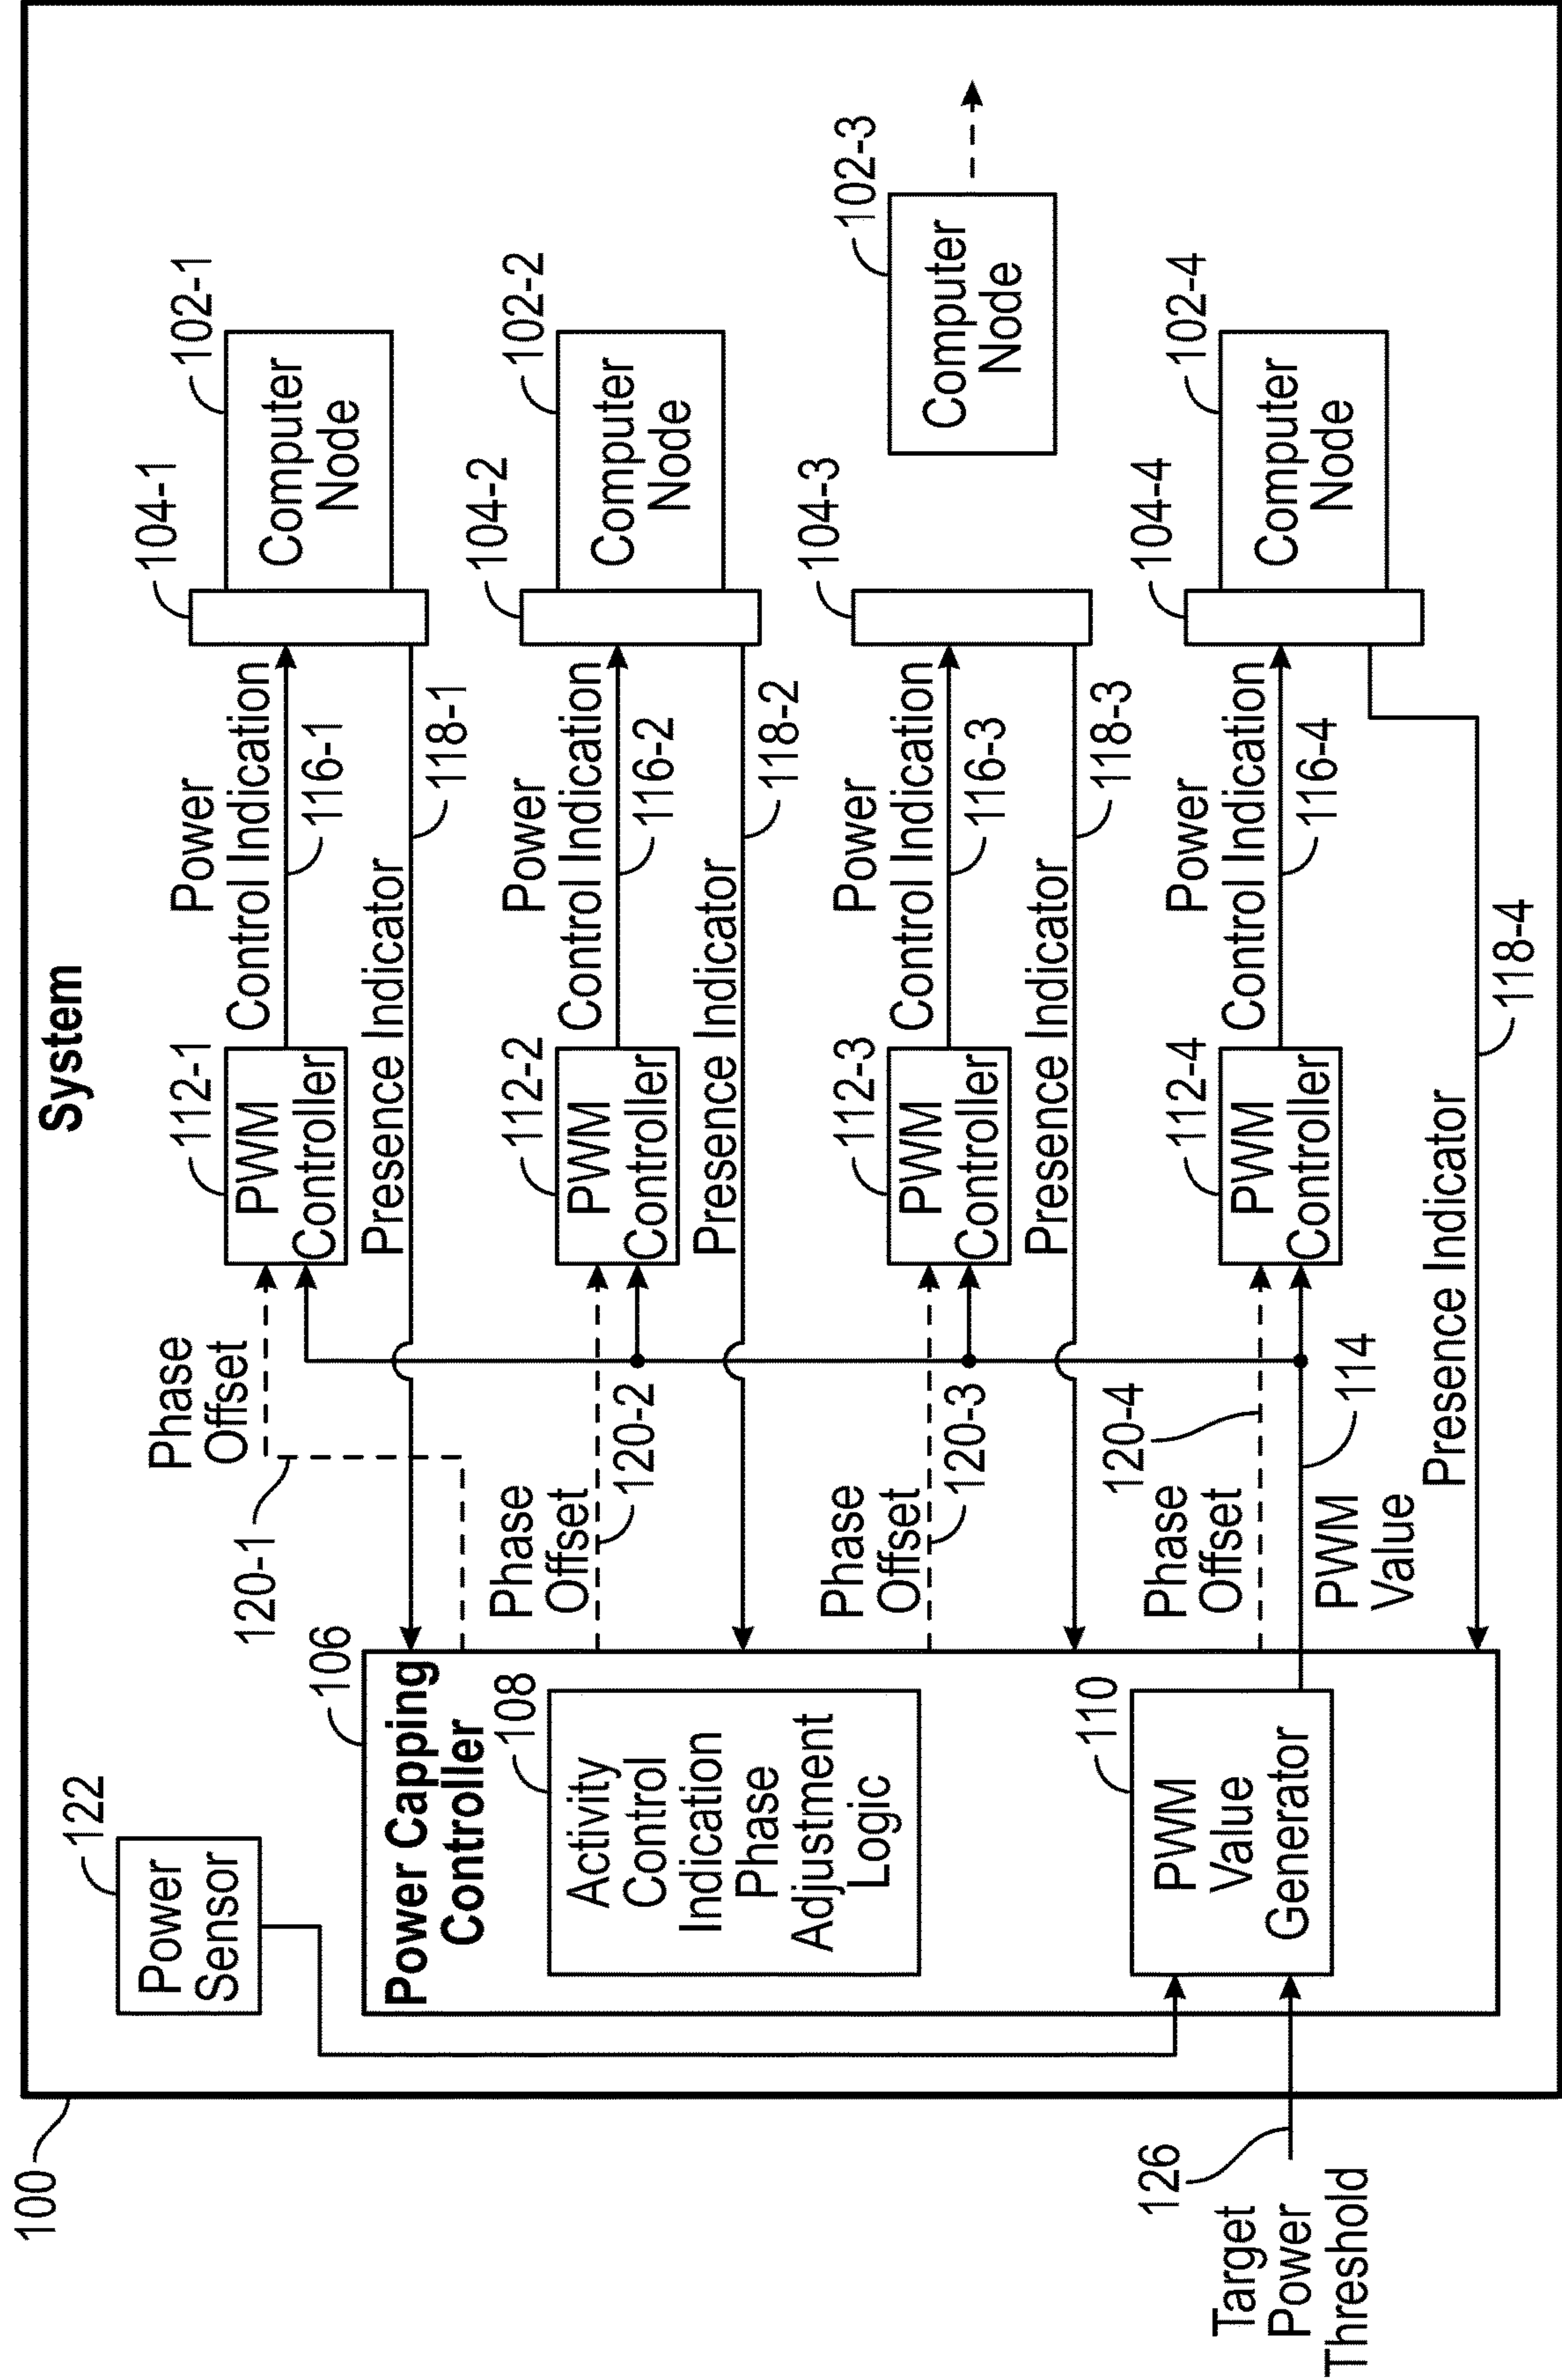 System
100
122
Power
Sensor
106
Power Capping
Controller
108
Activity
Control
Indication
Phase
Adjustment
Logic
110
PWM
Value
Generator
126
Target
Power
Threshold
120-1
Phase
Offset
112-1
PWM
Controller
Power
Control Indication
116-1
104-1
102-1
Computer
Node
Presence Indicator
118-1
Phase
Offset
120-2
112-2
PWM
Controller
Power
Control Indication
116-2
104-2
102-2
Computer
Node
Presence Indicator
118-2
Phase
Offset
120-3
112-3
PWM
Controller
Power
Control Indication
116-3
104-3
102-3
Computer
Node
Presence Indicator
118-3
Phase
Offset
120-4
112-4
PWM
Controller
Power
Control Indication
116-4
104-4
102-4
Computer
Node
PWM
Value
114
Presence Indicator
118-4